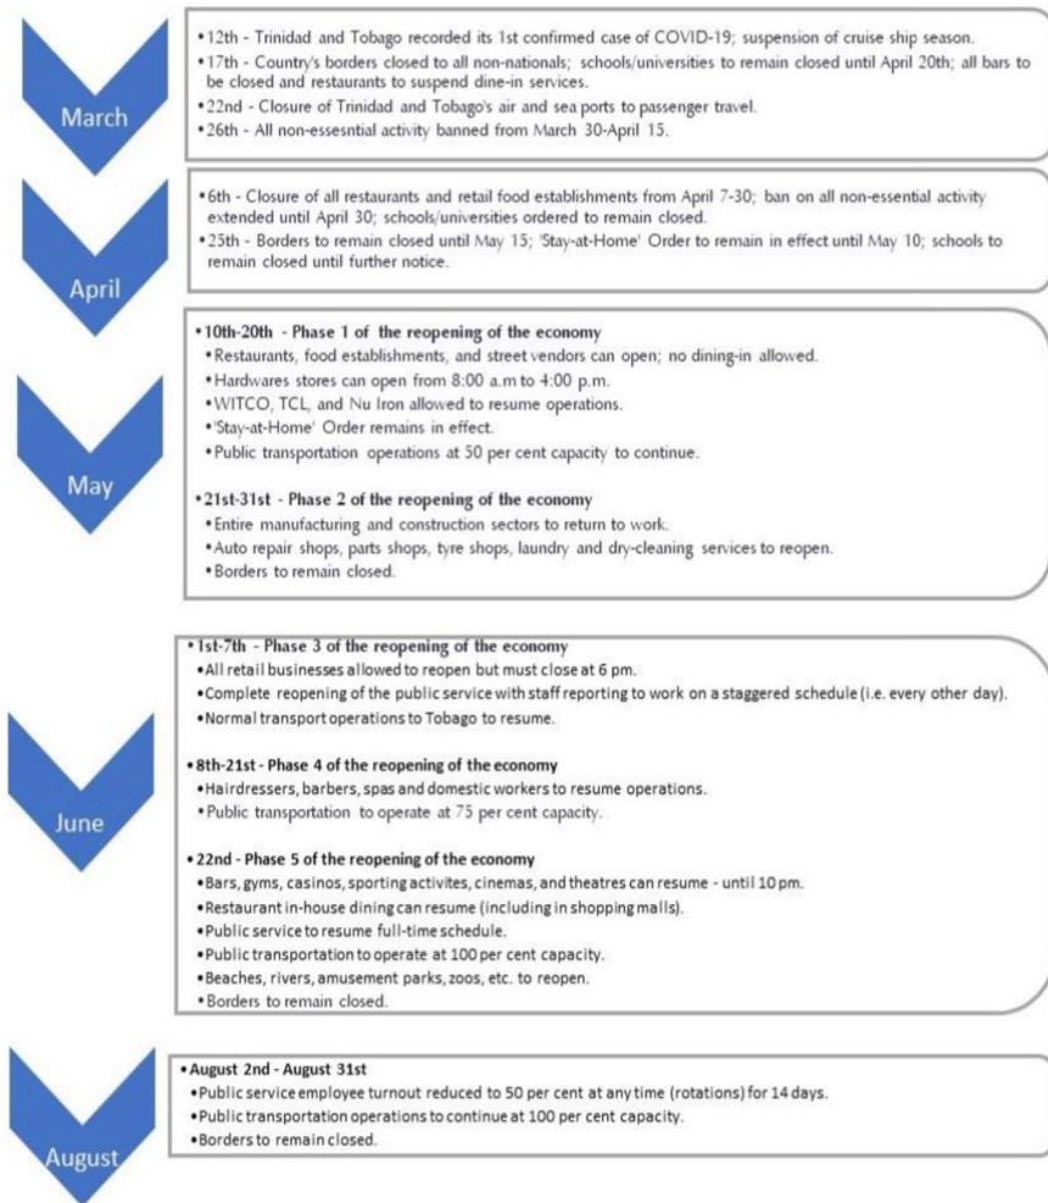 March
•12th - Trinidad and Tobago recorded its 1st confirmed case of COVID-19; suspension of cruise ship season.
•17th - Country's borders closed to all non-nationals; schools/universities to remain closed until April 20th; all bars to
be closed and restaurants to suspend dine-in services.
•22nd - Closure of Trinidad and Tobago's air and sea ports to passenger travel.
•26th - All non-essesntial activity banned from March 30-April 15.
April
•6th - Closure of all restaurants and retail food establishments from April 7-30; ban on all non-essential activity
extended until April 30; schools/universities ordered to remain closed.
•25th - Borders to remain closed until May 15; 'Stay-at-Home' Order to remain in effect until May 10; schools to
remain closed until further notice.
May
•10th-20th - Phase 1 of the reopening of the economy
•Restaurants, food establishments, and street vendors can open; no dining-in allowed.
•Hardwares stores can open from 8:00 a.m to 4:00 p.m.
•WITCO, TCL, and Nu Iron allowed to resume operations.
•'Stay-at-Home' Order remains in effect.
•Public transportation operations at 50 per cent capacity to continue.
•21st-31st - Phase 2 of the reopening of the economy
•Entire manufacturing and construction sectors to return to work.
•Auto repair shops, parts shops, tyre shops, laundry and dry-cleaning services to reopen.
•Borders to remain closed.
June
•1st-7th - Phase 3 of the reopening of the economy
•All retail businesses allowed to reopen but must close at 6 pm.
•Complete reopening of the public service with staff reporting to work on a staggered schedule (i.e. every other day).
•Normal transport operations to Tobago to resume.
•8th-21st - Phase 4 of the reopening of the economy
•Hairdressers, barbers, spas and domestic workers to resume operations.
•Public transportation to operate at 75 per cent capacity.
•22nd - Phase 5 of the reopening of the economy
•Bars, gyms, casinos, sporting activites, cinemas, and theatres can resume - until 10 pm.
•Restaurant in-house dining can resume (including in shopping malls).
•Public service to resume full-time schedule.
•Public transportation to operate at 100 per cent capacity.
•Beaches, rivers, amusement parks, zoos, etc. to reopen.
•Borders to remain closed.
August
•August 2nd - August 31st
•Public service employee turnout reduced to 50 per cent at any time (rotations) for 14 days.
•Public transportation operations to continue at 100 per cent capacity.
•Borders to remain closed.